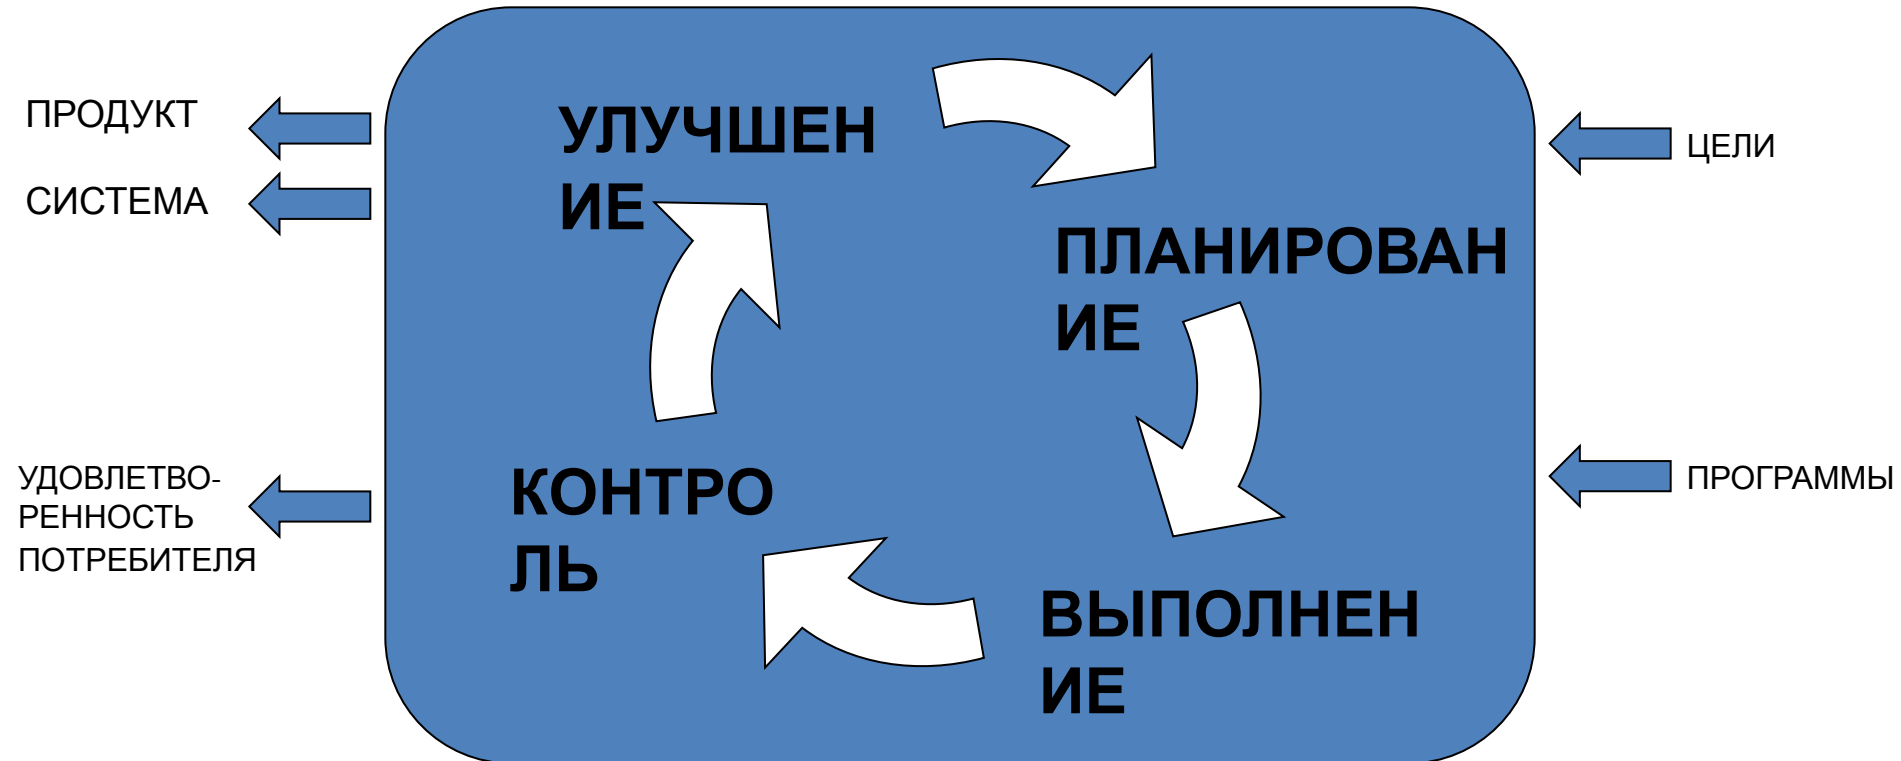 ПРОДУКТ
СИСТЕМА
УДОВЛЕТВО-
РЕННОСТЬ
ПОТРЕБИТЕЛЯ
УЛУЧШЕН
ИЕ
ПЛАНИРОВАН
ИЕ
КОНТРО
ЛЬ
ВЫПОЛНЕН
ИЕ
ЦЕЛИ
ПРОГРАММЫ